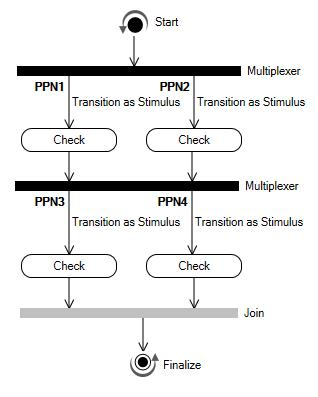 Start
Multiplexer
PPN1 PPN2
Transition as Stimulus Transition as Stimulus
Check Check
Multiplexer
PPN3 PPN4
Transition as Stimulus Transition as Stimulus
Check Check
Join
Finalize